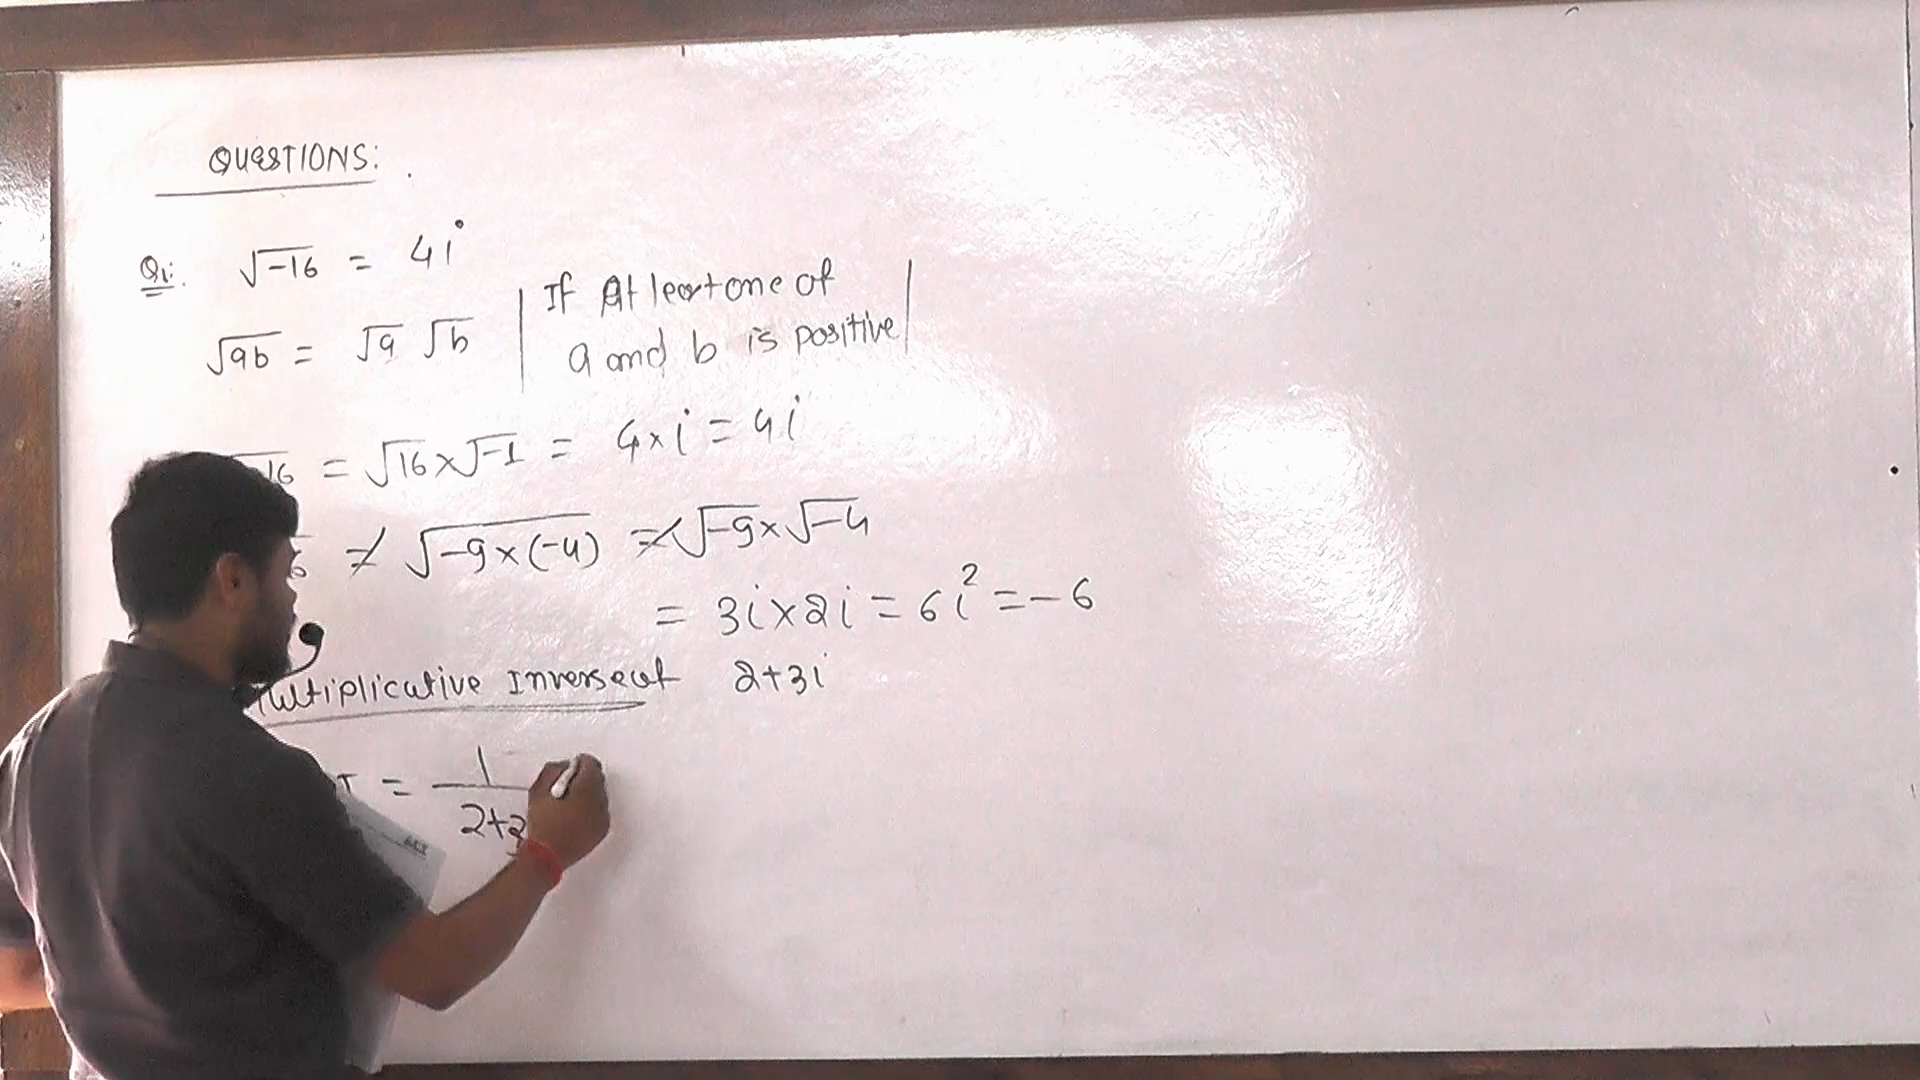 QUESTIONS:
Q1: √-16 = 4i
√ab = √a √b | If At least one of
a and b is positive |
16 = √16 × √-1 = 4 × i = 4i
≠ √-9×(-4) ≠ √-9 × √-4
= 3i × 2i = 6i² = -6
Multiplicative Inverse of 2+3i
= 1
2+3